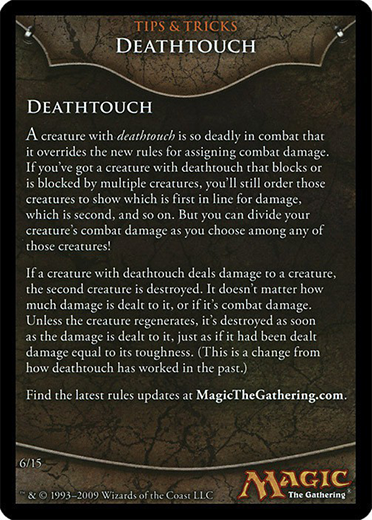 TIPS & TRICKS
DEATHTOUCH
DEATHTOUCH
A creature with deathtouch is so deadly in combat that
it overrides the new rules for assigning combat damage.
If you've got a creature with deathtouch that blocks or
is blocked by multiple creatures, you'll still order those
creatures to show which is first in line for damage,
which is second, and so on. But you can divide your
creature's combat damage as you choose among any of
those creatures!
If a creature with deathtouch deals damage to a creature,
the second creature is destroyed. It doesn't matter how
much damage is dealt to it, or if it's combat damage.
Unless the creature regenerates, it's destroyed as soon
as the damage is dealt to it, just as if it had been dealt
damage equal to its toughness. (This is a change from
how deathtouch has worked in the past.)
Find the latest rules updates at MagicTheGathering.com.
6/15
MAGIC
The Gathering®
™ & © 1993–2009 Wizards of the Coast LLC